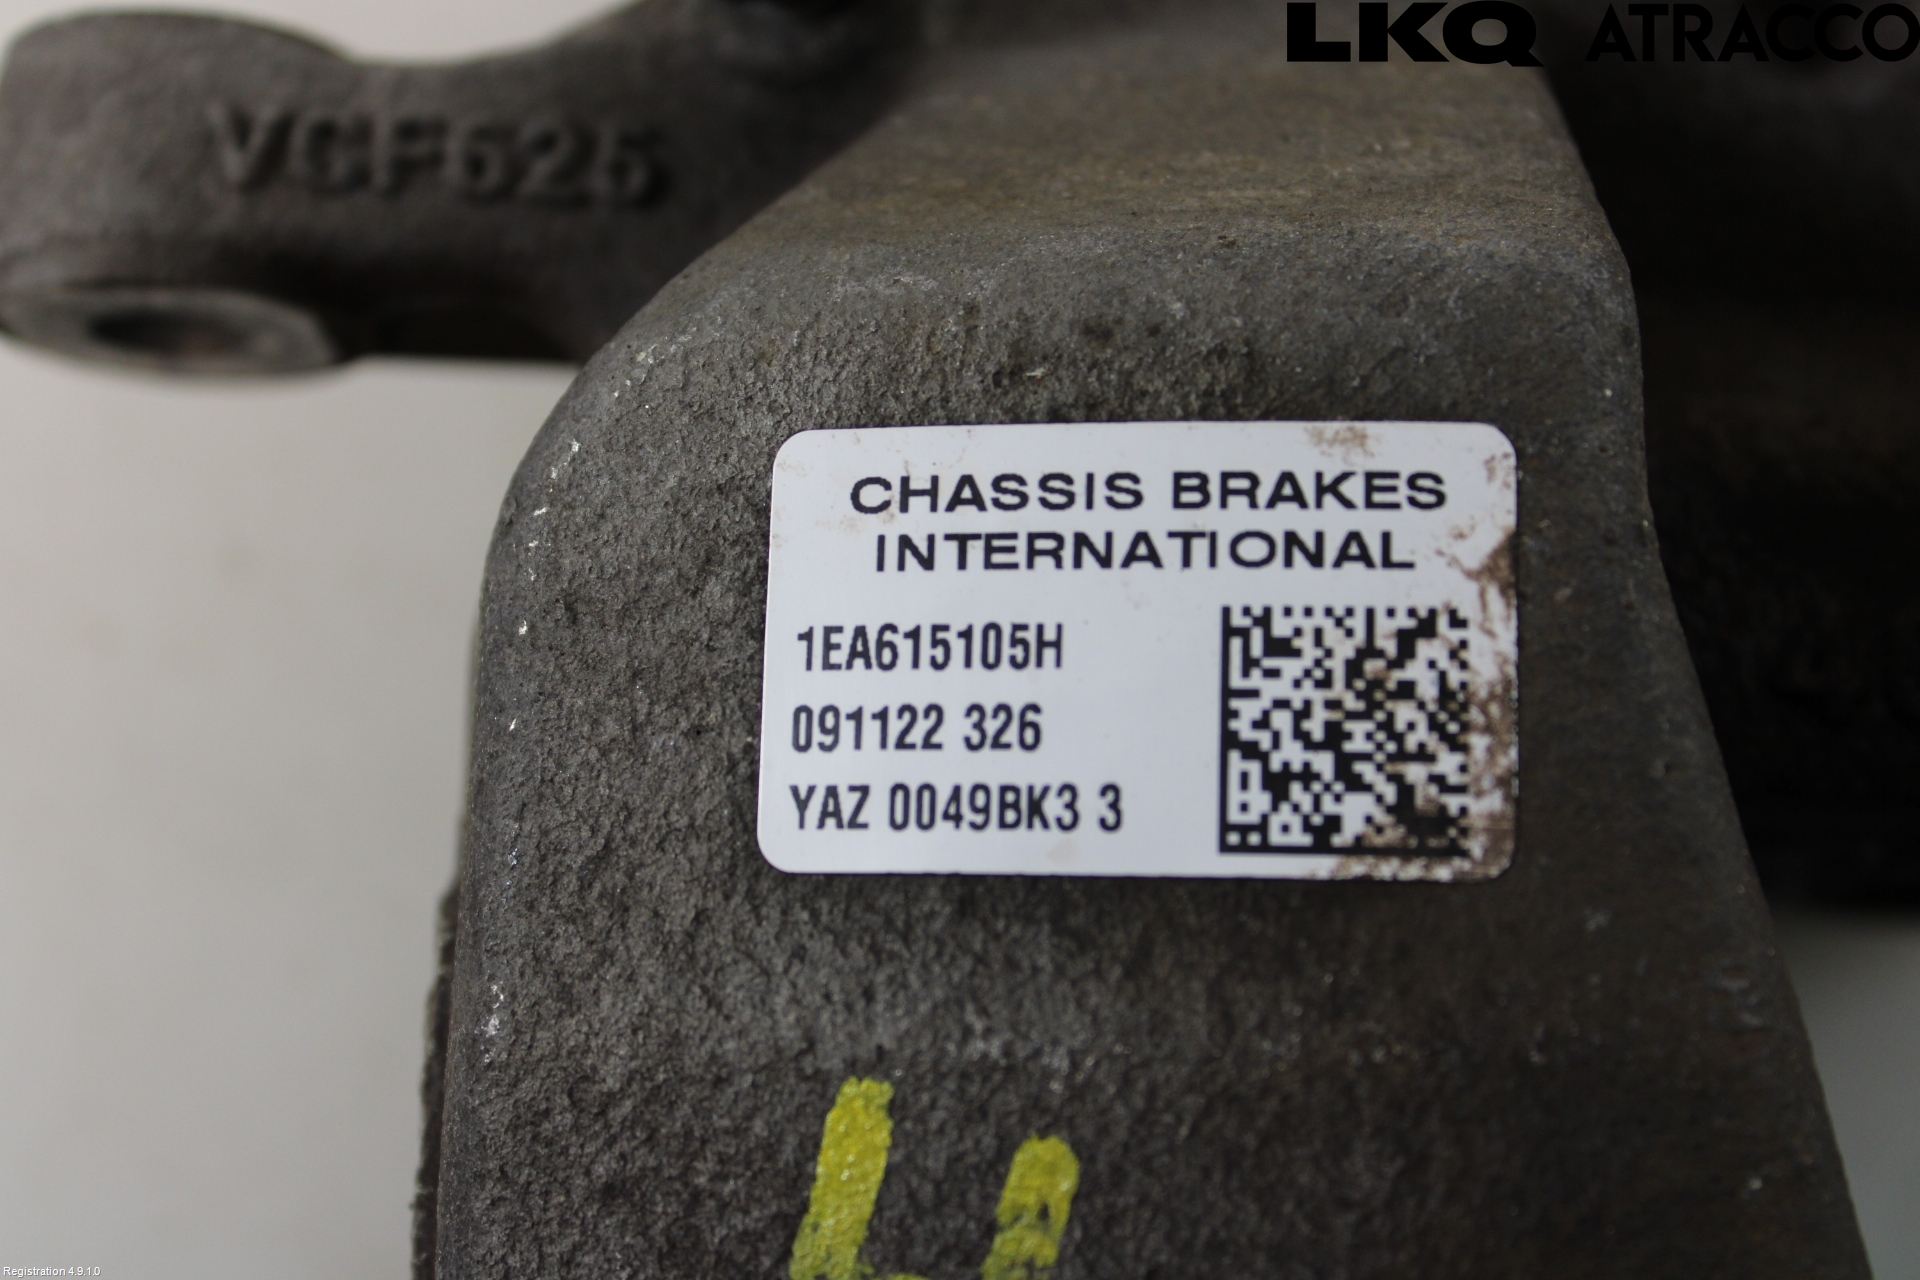 LKQ ATRACCO
VCF525
CHASSIS BRAKES
INTERNATIONAL
1EA615105H
091122 326
YAZ 0049BK3 3
Registration 4.9.1.0